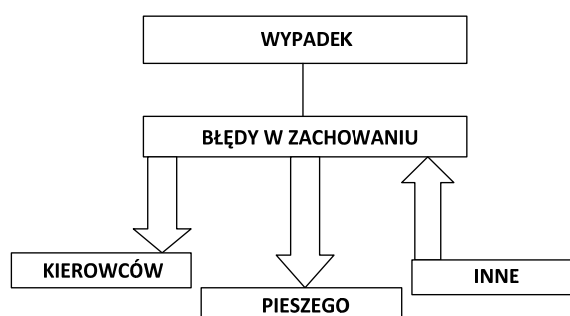 WYPADEK
BŁĘDY W ZACHOWANIU
KIEROWCÓW
INNE
PIESZEGO